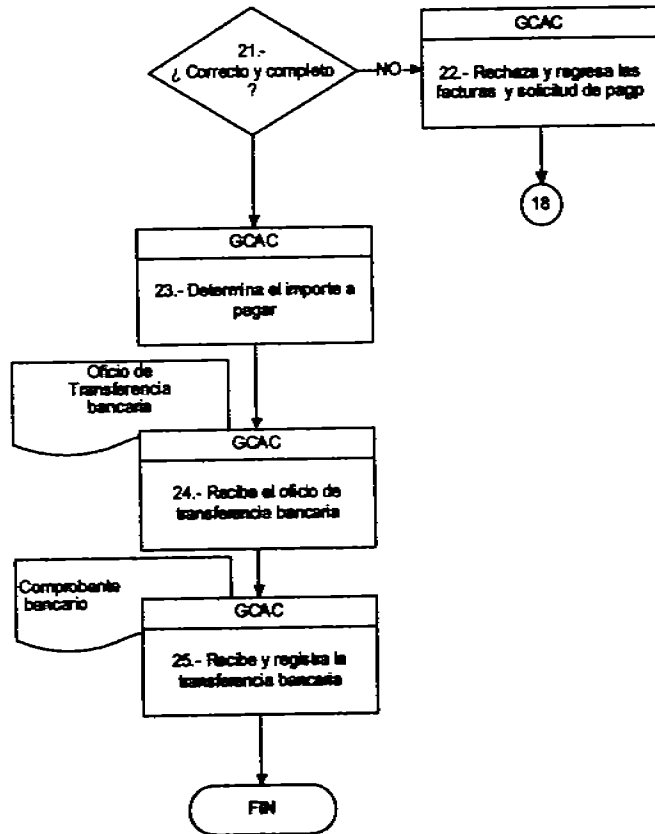 21.-
¿ Correcto y completo
?
NO
GCAC
22.- Rechaza y regresa las
facturas y solicitud de pago
18
GCAC
23.- Determina el importe a
pagar
Oficio de
Transferencia
bancaria
GCAC
24.- Recibe el oficio de
transferencia bancaria
Comprobante
bancario
GCAC
25.- Recibe y registra la
transferencia bancaria
FIN